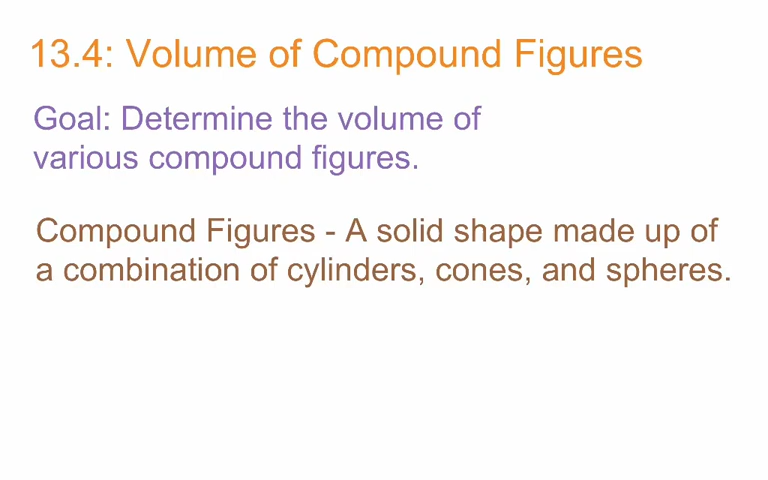 13.4: Volume of Compound Figures
Goal: Determine the volume of
various compound figures.
Compound Figures - A solid shape made up of
a combination of cylinders, cones, and spheres.